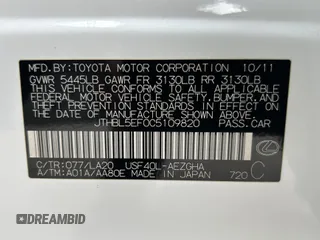 BY: TOYOTA MOTOR CORPORATION 10/11
GVWR 5445LB GAWR FR 3130LB RR 3130LB
THIS VEHICLE CONFORMS TO ALL APPLICABLE
FEDERAL MOTOR VEHICLE SAFETY, BUMPER, AND
THEFT PREVENTION STANDARDS IN EFFECT ON
THE DATE OF MANUFACTURE SHOWN ABOVE.
JTHBL5EF0C5109820 PASS.CAR
C/TR:077/LA20 USF40L-AEZGHA
A/TM:A01A/AA80E MADE IN JAPAN 720 C
DEALERSHIPS.CC